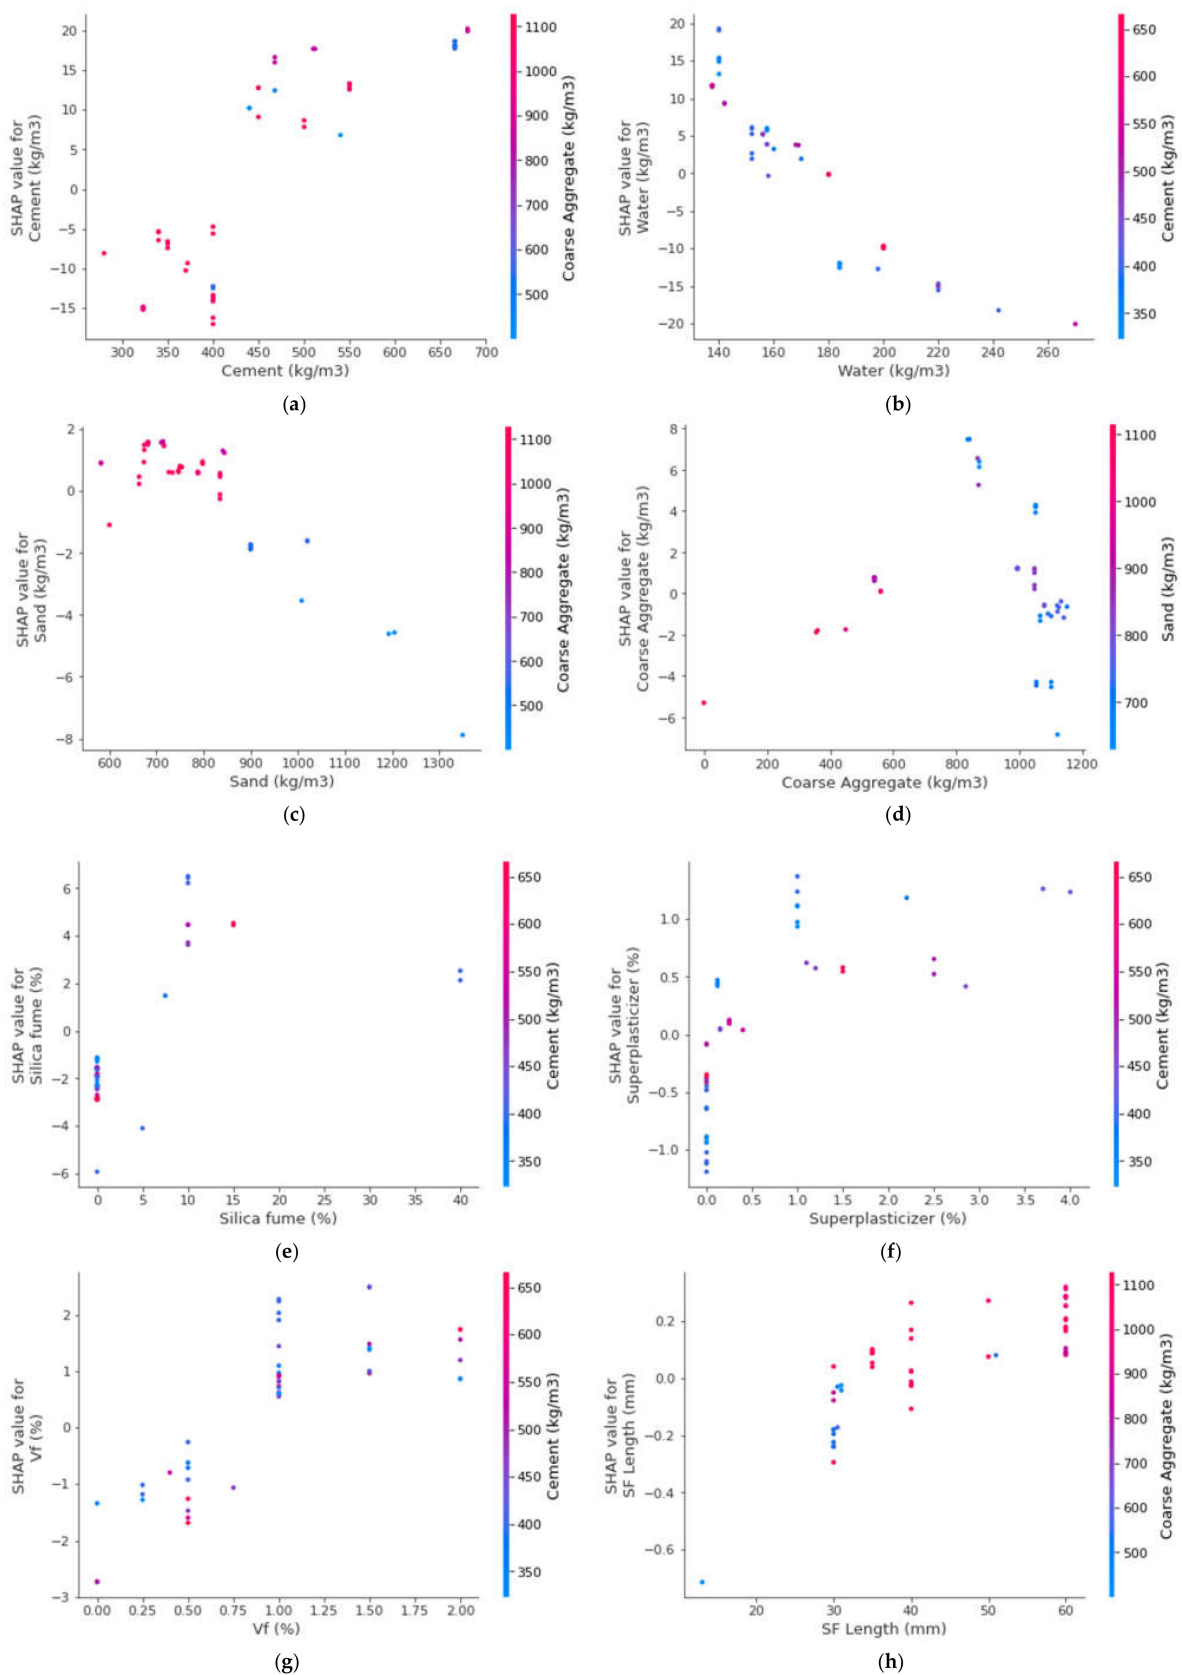 20
15
10
5
0
−5
−10
−15
SHAP value for
Cement (kg/m3)
300 350 400 450 500 550 600 650 700
Cement (kg/m3)
1100
1000
900
800
700
600
500
Coarse Aggregate (kg/m3)
(a)
20
15
10
5
0
−5
−10
−15
−20
SHAP value for
Water (kg/m3)
140 160 180 200 220 240 260
Water (kg/m3)
650
600
550
500
450
400
350
Cement (kg/m3)
(b)
2
0
−2
−4
−6
−8
SHAP value for
Sand (kg/m3)
600 700 800 900 1000 1100 1200 1300
Sand (kg/m3)
1100
1000
900
800
700
600
500
Coarse Aggregate (kg/m3)
(c)
8
6
4
2
0
−2
−4
−6
SHAP value for
Coarse Aggregate (kg/m3)
0 200 400 600 800 1000 1200
Coarse Aggregate (kg/m3)
1100
1000
900
800
700
Sand (kg/m3)
(d)
6
4
2
0
−2
−4
−6
SHAP value for
Silica fume (%)
0 5 10 15 20 25 30 35 40
Silica fume (%)
650
600
550
500
450
400
350
Cement (kg/m3)
(e)
1.0
0.5
0.0
−0.5
−1.0
SHAP value for
Superplasticizer (%)
0.0 0.5 1.0 1.5 2.0 2.5 3.0 3.5 4.0
Superplasticizer (%)
650
600
550
500
450
400
350
Cement (kg/m3)
(f)
2
1
0
−1
−2
−3
SHAP value for
Vf (%)
0.00 0.25 0.50 0.75 1.00 1.25 1.50 1.75 2.00
Vf (%)
650
600
550
500
450
400
350
Cement (kg/m3)
(g)
0.2
0.0
−0.2
−0.4
−0.6
SHAP value for
SF Length (mm)
20 30 40 50 60
SF Length (mm)
1100
1000
900
800
700
600
500
Coarse Aggregate (kg/m3)
(h)